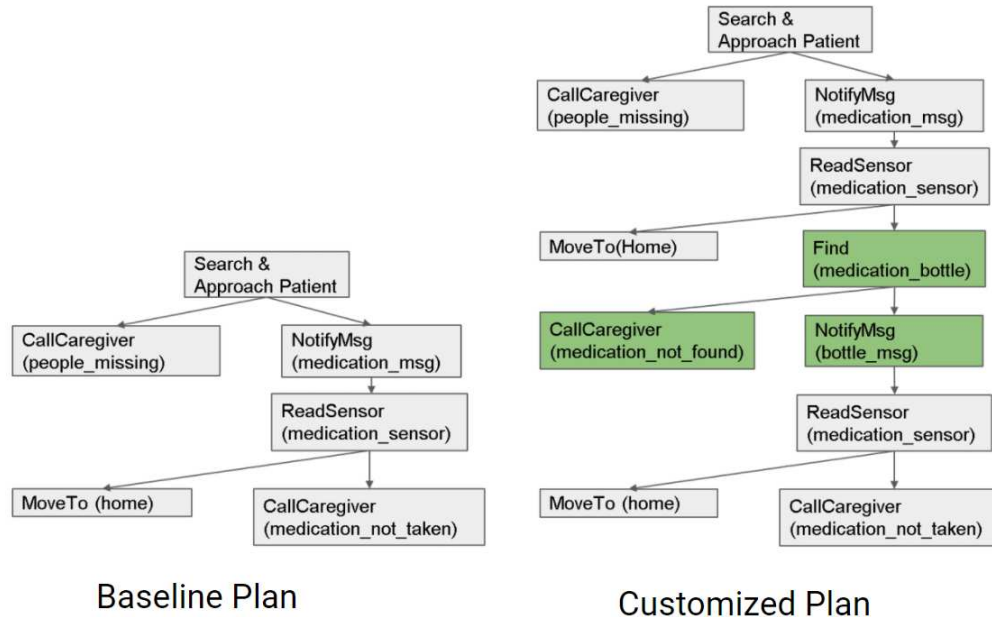 Search &
Approach Patient
CallCaregiver
(people_missing)
NotifyMsg
(medication_msg)
ReadSensor
(medication_sensor)
MoveTo (home)
CallCaregiver
(medication_not_taken)
Baseline Plan
Search &
Approach Patient
CallCaregiver
(people_missing)
NotifyMsg
(medication_msg)
ReadSensor
(medication_sensor)
MoveTo(Home)
Find
(medication_bottle)
CallCaregiver
(medication_not_found)
NotifyMsg
(bottle_msg)
ReadSensor
(medication_sensor)
MoveTo (home)
CallCaregiver
(medication_not_taken)
Customized Plan